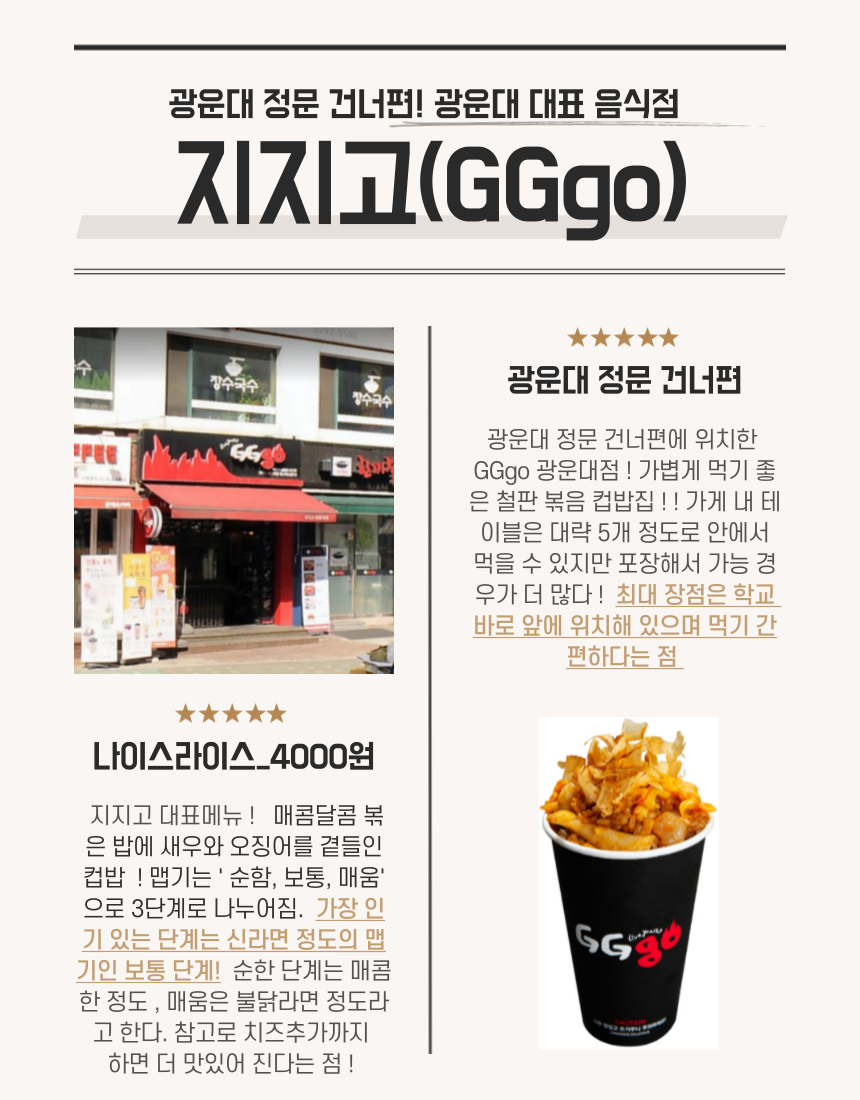 광운대 정문 건너편! 광운대 대표 음식점
지지고(GGgo)
장수국수
장수국수
GGgo
나이스라이스_4000원
지지고 대표메뉴 ! 매콤달콤 볶
은 밥에 새우와 오징어를 곁들인
컵밥 ! 맵기는 ' 순함, 보통, 매움'
으로 3단계로 나누어짐. 가장 인
기 있는 단계는 신라면 정도의 맵
기인 보통 단계! 순한 단계는 매콤
한 정도 , 매움은 불닭라면 정도라
고 한다. 참고로 치즈추가까지
하면 더 맛있어 진다는 점 !
광운대 정문 건너편
광운대 정문 건너편에 위치한
GGgo 광운대점 ! 가볍게 먹기 좋
은 철판 볶음 컵밥집 ! ! 가게 내 테
이블은 대략 5개 정도로 안에서
먹을 수 있지만 포장해서 가능 경
우가 더 많다 ! 최대 장점은 학교
바로 앞에 위치해 있으며 먹기 간
편하다는 점
GGgo
CAUTION